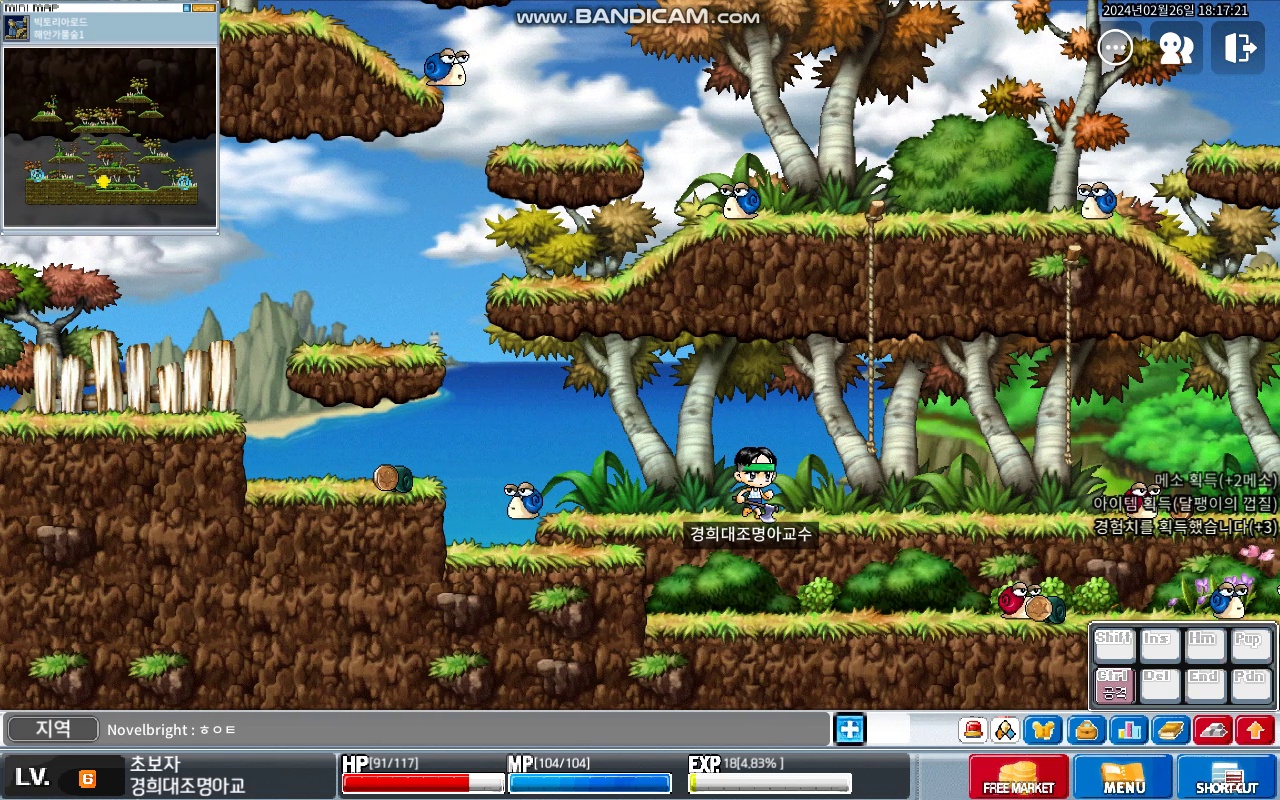 MINI MAP
www.BANDICAM.com
2024년02월26일 18:17:21
빅토리아로드
해안가풀숲1
메소 획득(+2메소)
아이템 획득(달팽이의 껍질)
경험치를 획득했습니다(+3)
경희대조명아교수
Shift Ins Hm Pup
Ctrl Del End Pdn
공격
지역 Novelbright : ㅎㅇㅌ
LV. 6
초보자
경희대조명아교
HP[91/117] MP[104/104] EXP. 18[4.83% ]
FREE MARKET MENU SHORTCUT